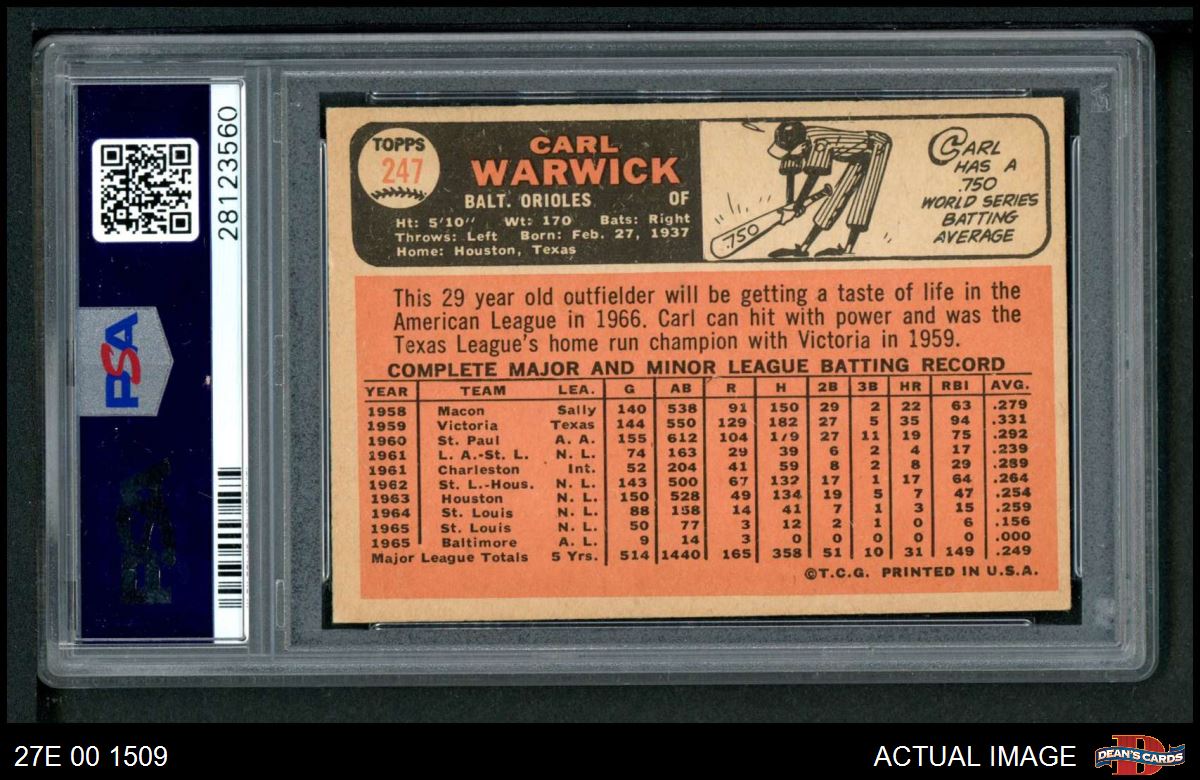 28123560
PSA
TOPPS
247
CARL
WARWICK
BALT. ORIOLES OF
Ht: 5'10" Wt: 170 Bats: Right
Throws: Left Born: Feb. 27, 1937
Home: Houston, Texas
.750
CARL
HAS A
.750
WORLD SERIES
BATTING
AVERAGE
This 29 year old outfielder will be getting a taste of life in the
American League in 1966. Carl can hit with power and was the
Texas League's home run champion with Victoria in 1959.
COMPLETE MAJOR AND MINOR LEAGUE BATTING RECORD
YEAR TEAM LEA. G AB R H 2B 3B HR RBI AVG.
1958 Macon Sally 140 538 91 150 29 2 22 63 .279
1959 Victoria Texas 144 550 129 182 27 5 35 94 .331
1960 St. Paul A. A. 155 612 104 179 27 11 19 75 .292
1961 L. A.-St. L. N. L. 74 163 29 39 6 2 4 17 .239
1961 Charleston Int. 52 204 41 59 8 2 8 29 .289
1962 St. L.-Hous. N. L. 143 500 67 132 17 1 17 64 .264
1963 Houston N. L. 150 528 49 134 19 5 7 47 .254
1964 St. Louis N. L. 88 158 14 41 7 1 3 15 .259
1965 St. Louis N. L. 50 77 3 12 2 1 0 6 .156
1965 Baltimore A. L. 9 14 3 0 0 0 0 0 .000
Major League Totals 5 Yrs. 514 1440 165 358 51 10 31 149 .249
©T.C.G. PRINTED IN U.S.A.
PSA
27E 00 1509
ACTUAL IMAGE
DEAN'S CARDS